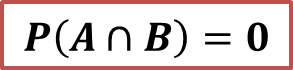 P(A ∩ B) = 0